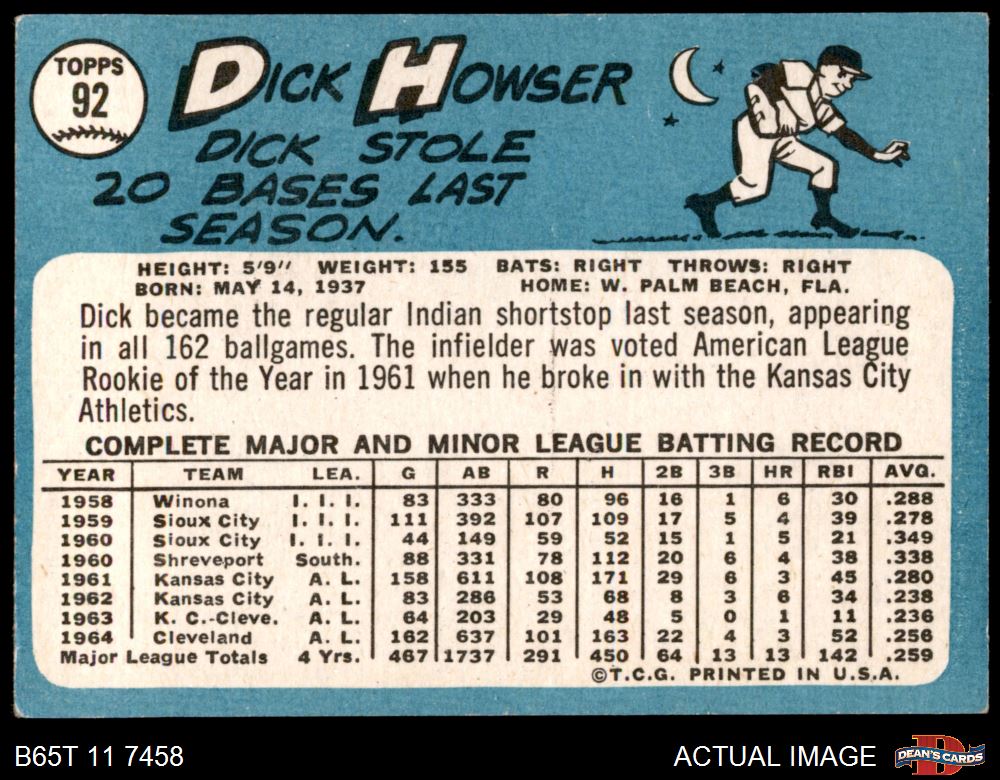 TOPPS
92
DICK HOWSER
DICK STOLE
20 BASES LAST
SEASON.
HEIGHT: 5'9" WEIGHT: 155 BATS: RIGHT THROWS: RIGHT
BORN: MAY 14, 1937 HOME: W. PALM BEACH, FLA.
Dick became the regular Indian shortstop last season, appearing
in all 162 ballgames. The infielder was voted American League
Rookie of the Year in 1961 when he broke in with the Kansas City
Athletics.
COMPLETE MAJOR AND MINOR LEAGUE BATTING RECORD
YEAR TEAM LEA. G AB R H 2B 3B HR RBI AVG.
1958 Winona I. I. I. 83 333 80 96 16 1 6 30 .288
1959 Sioux City I. I. I. 111 392 107 109 17 5 4 39 .278
1960 Sioux City I. I. I. 44 149 59 52 15 1 5 21 .349
1960 Shreveport South. 88 331 78 112 20 6 4 38 .338
1961 Kansas City A. L. 158 611 108 171 29 6 3 45 .280
1962 Kansas City A. L. 83 286 53 68 8 3 6 34 .238
1963 K. C.-Cleve. A. L. 64 203 29 48 5 0 1 11 .236
1964 Cleveland A. L. 162 637 101 163 22 4 3 52 .256
Major League Totals 4 Yrs. 467 1737 291 450 64 13 13 142 .259
©T.C.G. PRINTED IN U.S.A.
B65T 11 7458
ACTUAL IMAGE
D
DEAN'S CARDS